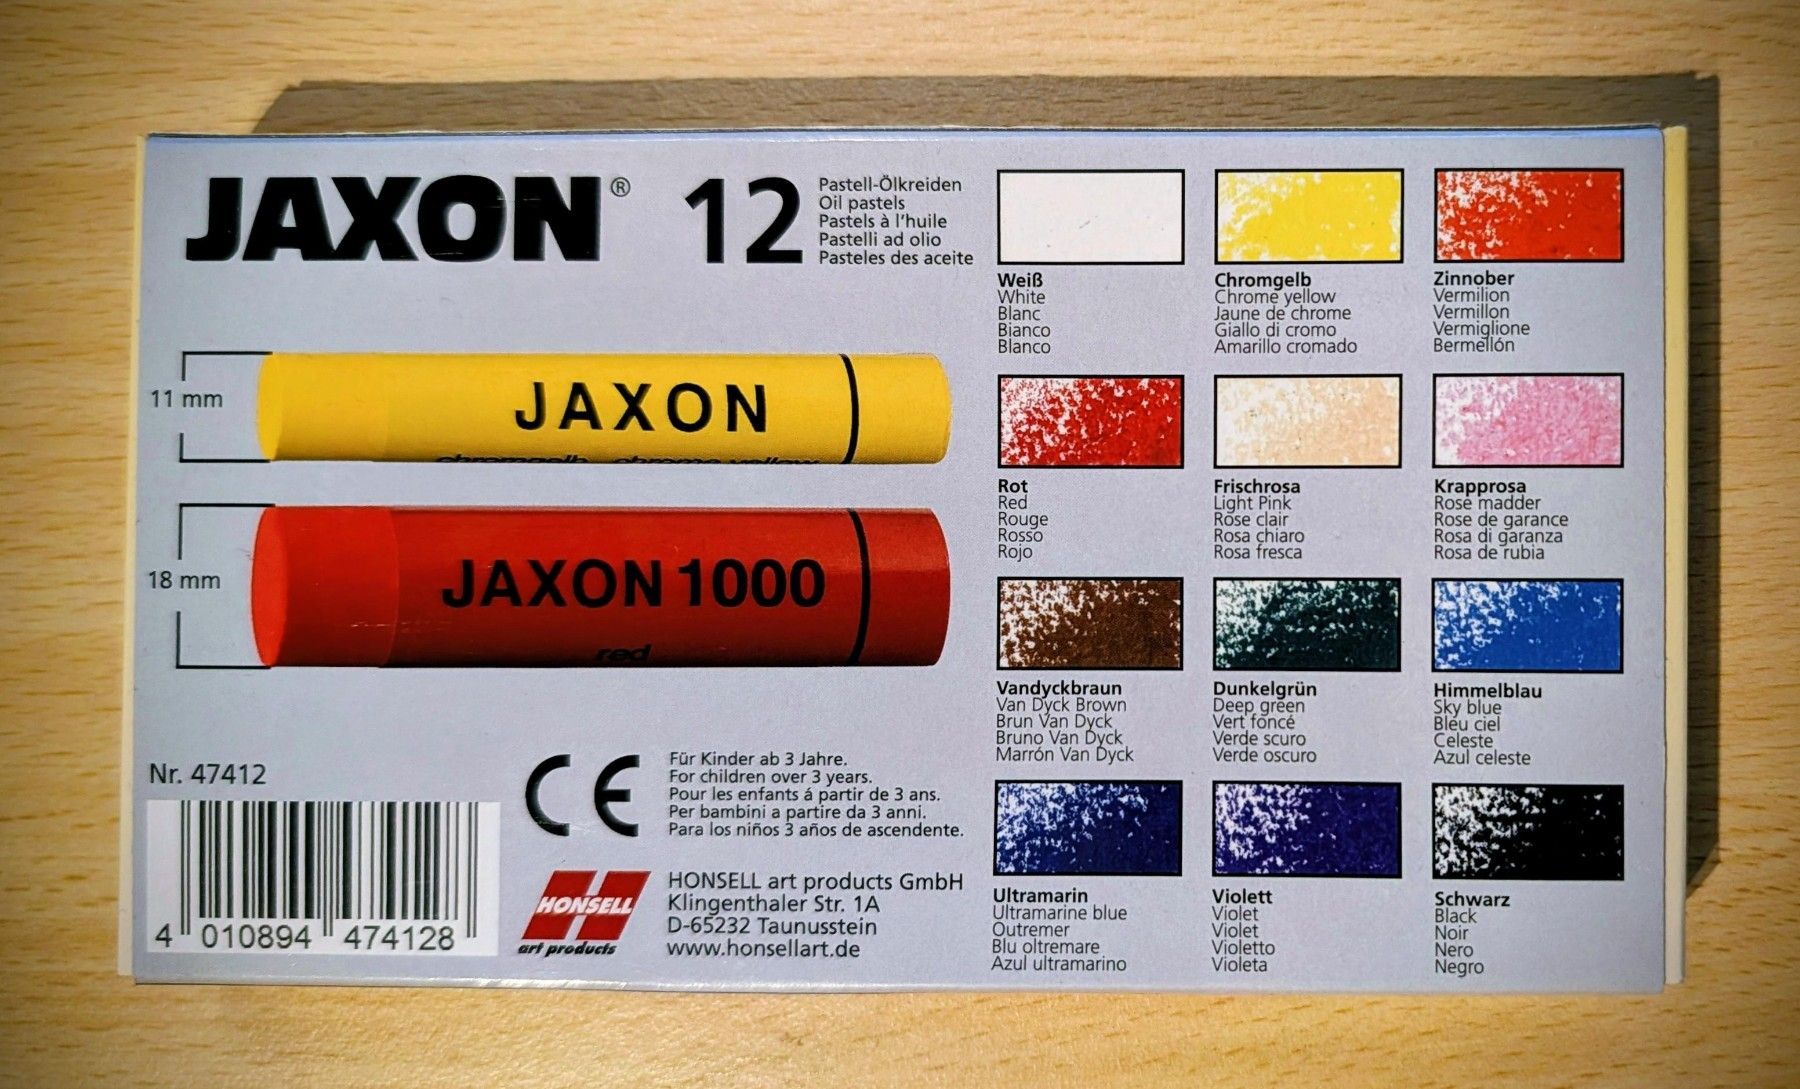 JAXON®
12
Pastell-Ölkreiden
Oil pastels
Pastels à l'huile
Pastelli ad olio
Pasteles des aceite
11 mm
JAXON
chromgelb chrome yellow
18 mm
JAXON 1000
red
Nr. 47412
4 010894 474128
CE
Für Kinder ab 3 Jahre.
For children over 3 years.
Pour les enfants á partir de 3 ans.
Per bambini a partire da 3 anni.
Para los niños 3 años de ascendente.
HONSELL
art products
HONSELL art products GmbH
Klingenthaler Str. 1A
D-65232 Taunusstein
www.honsellart.de
Weiß
White
Blanc
Bianco
Blanco
Chromgelb
Chrome yellow
Jaune de chrome
Giallo di cromo
Amarillo cromado
Zinnober
Vermilion
Vermillon
Vermiglione
Bermellón
Rot
Red
Rouge
Rosso
Rojo
Frischrosa
Light Pink
Rose clair
Rosa chiaro
Rosa fresca
Krapprosa
Rose madder
Rose de garance
Rosa di garanza
Rosa de rubia
Vandyckbraun
Van Dyck Brown
Brun Van Dyck
Bruno Van Dyck
Marrón Van Dyck
Dunkelgrün
Deep green
Vert foncé
Verde scuro
Verde oscuro
Himmelblau
Sky blue
Bleu ciel
Celeste
Azul celeste
Ultramarin
Ultramarine blue
Outremer
Blu oltremare
Azul ultramarino
Violett
Violet
Violet
Violetto
Violeta
Schwarz
Black
Noir
Nero
Negro